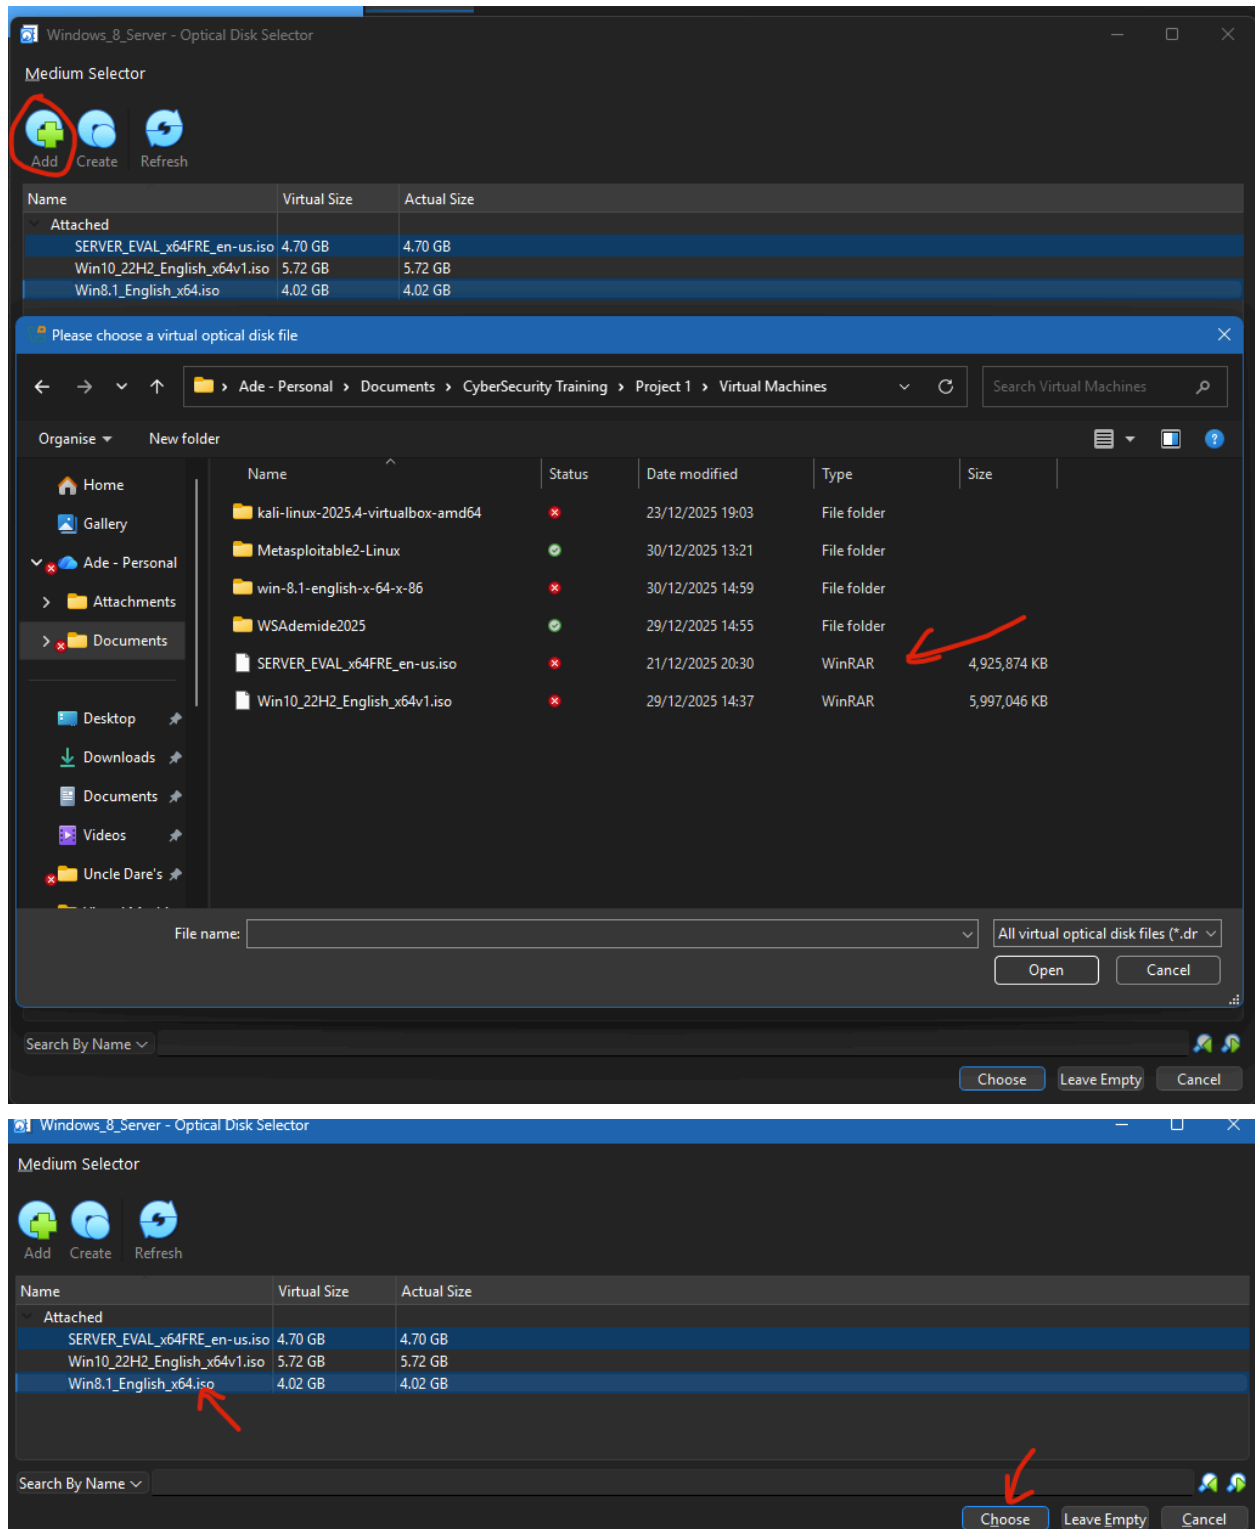 Windows_8_Server - Optical Disk Selector
Medium Selector
Add Create Refresh
Name Virtual Size Actual Size
Attached
SERVER_EVAL_x64FRE_en-us.iso 4.70 GB 4.70 GB
Win10_22H2_English_x64v1.iso 5.72 GB 5.72 GB
Win8.1_English_x64.iso 4.02 GB 4.02 GB
Please choose a virtual optical disk file
Ade - Personal > Documents > CyberSecurity Training > Project 1 > Virtual Machines
Search Virtual Machines
Organise New folder
Name Status Date modified Type Size
Home
Gallery
Ade - Personal
Attachments
Documents
Desktop
Downloads
Documents
Videos
Uncle Dare's
kali-linux-2025.4-virtualbox-amd64 23/12/2025 19:03 File folder
Metasploitable2-Linux 30/12/2025 13:21 File folder
win-8.1-english-x-64-x-86 30/12/2025 14:59 File folder
WSAdemide2025 29/12/2025 14:55 File folder
SERVER_EVAL_x64FRE_en-us.iso 21/12/2025 20:30 WinRAR 4,925,874 KB
Win10_22H2_English_x64v1.iso 29/12/2025 14:37 WinRAR 5,997,046 KB
File name: All virtual optical disk files (*.dr
Open Cancel
Search By Name
Choose Leave Empty Cancel
Windows_8_Server - Optical Disk Selector
Medium Selector
Add Create Refresh
Name Virtual Size Actual Size
Attached
SERVER_EVAL_x64FRE_en-us.iso 4.70 GB 4.70 GB
Win10_22H2_English_x64v1.iso 5.72 GB 5.72 GB
Win8.1_English_x64.iso 4.02 GB 4.02 GB
Search By Name
Choose Leave Empty Cancel